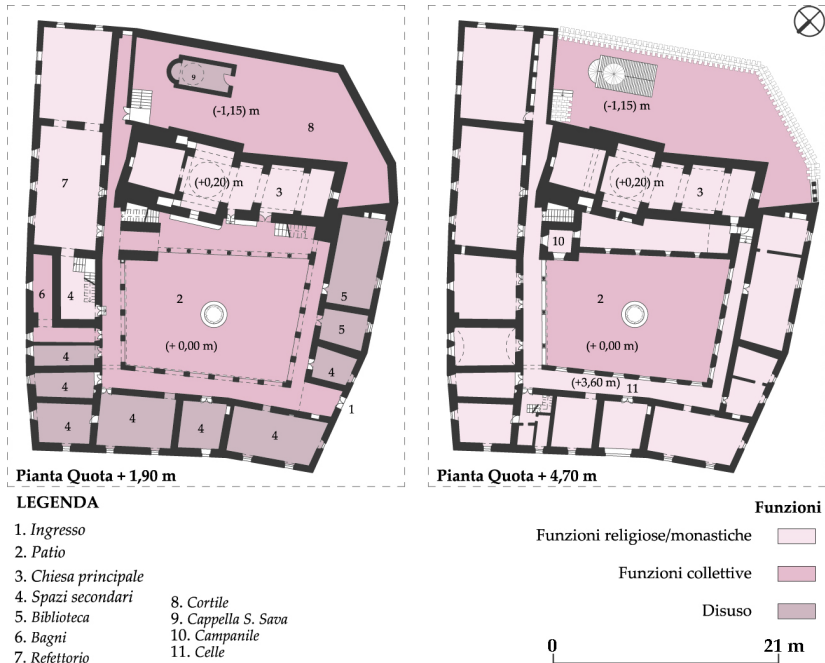 9
(-1,15) m
8
(+0,20) m
3
7
2
6
4
5
5
(+ 0,00 m)
4
4
4
1
4
4
4
4
Pianta Quota + 1,90 m
(-1,15) m
(+0,20) m
3
10
2
(+ 0,00 m)
(+3,60 m)
11
Pianta Quota + 4,70 m
LEGENDA
1. Ingresso
2. Patio
3. Chiesa principale
4. Spazi secondari
5. Biblioteca
6. Bagni
7. Refettorio
8. Cortile
9. Cappella S. Sava
10. Campanile
11. Celle
Funzioni
Funzioni religiose/monastiche
Funzioni collettive
Disuso
0 21 m